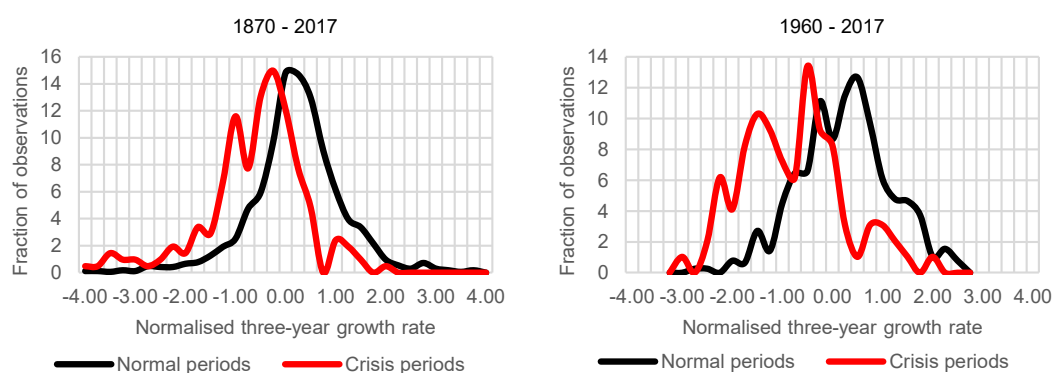 1870 - 2017
Fraction of observations
16
14
12
10
8
6
4
2
0
-4.00 -3.00 -2.00 -1.00 0.00 1.00 2.00 3.00 4.00
Normalised three-year growth rate
Normal periods Crisis periods
1960 - 2017
Fraction of observations
14
12
10
8
6
4
2
0
-4.00 -3.00 -2.00 -1.00 0.00 1.00 2.00 3.00 4.00
Normalised three-year growth rate
Normal periods Crisis periods